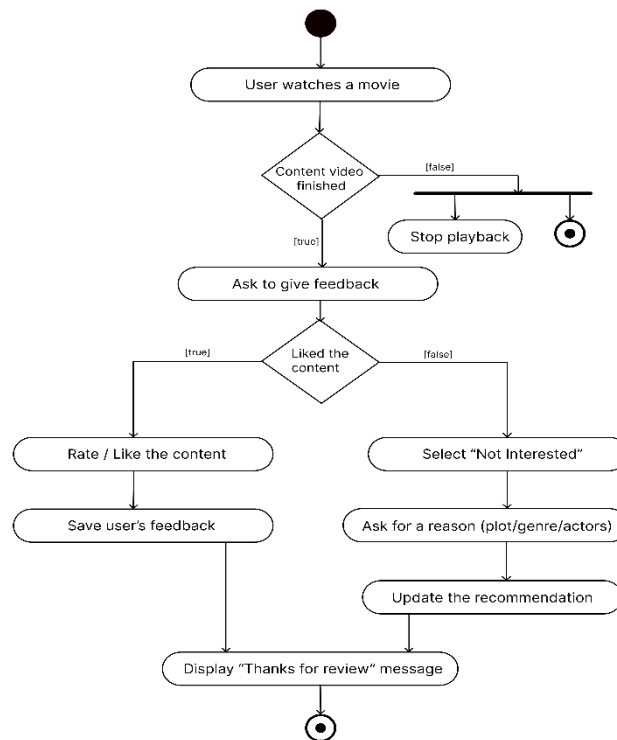 User watches a movie
Content video
finished
[false]
Stop playback
[true]
Ask to give feedback
Liked the
content
[true]
[false]
Rate / Like the content
Select “Not Interested”
Save user’s feedback
Ask for a reason (plot/genre/actors)
Update the recommendation
Display “Thanks for review” message